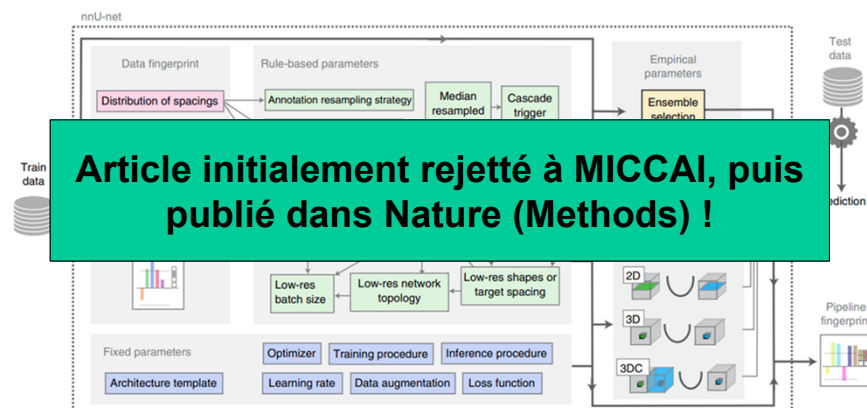 nnU-net
Data fingerprint
Rule-based parameters
Empirical
parameters
Test
data
Distribution of spacings
Annotation resampling strategy
Median
resampled
Cascade
trigger
Ensemble
selection
Article initialement rejetté à MICCAI, puis
publié dans Nature (Methods) !
Train
data
ediction
Low-res
batch size
Low-res network
topology
Low-res shapes or
target spacing
2D
3D
3DC
Pipeline
fingerprin
Fixed parameters
Optimizer
Training procedure
Inference procedure
Architecture template
Learning rate
Data augmentation
Loss function